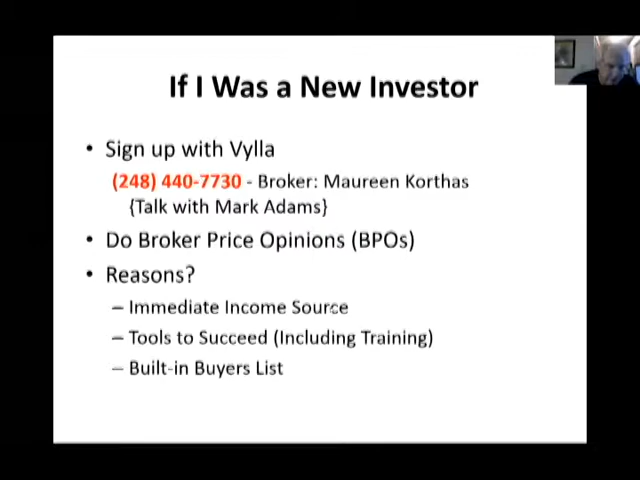 If I Was a New Investor
• Sign up with Vylla
(248) 440-7730 - Broker: Maureen Korthas
{Talk with Mark Adams}
• Do Broker Price Opinions (BPOs)
• Reasons?
– Immediate Income Source
– Tools to Succeed (Including Training)
– Built-in Buyers List